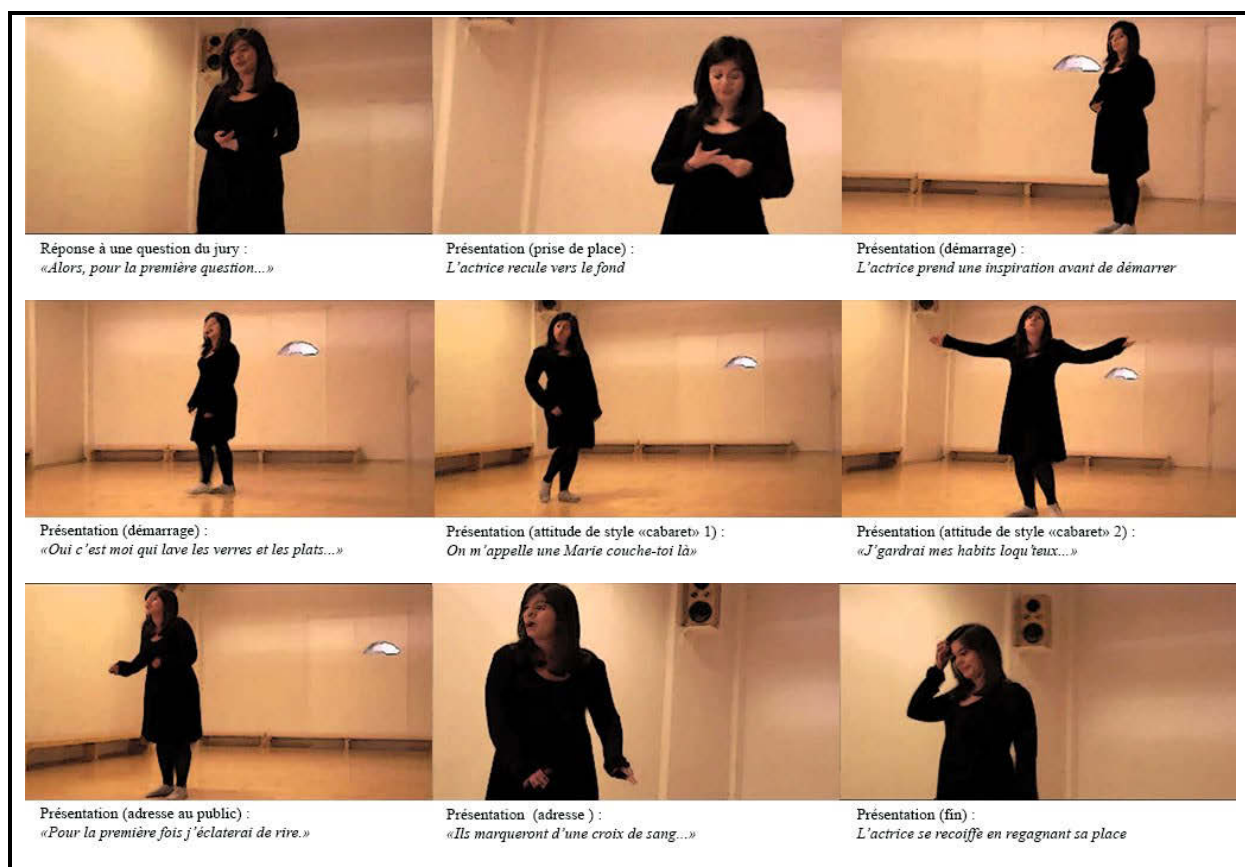 Réponse à une question du jury :
«Alors, pour la première question...»
Présentation (prise de place) :
L'actrice recule vers le fond
Présentation (démarrage) :
L'actrice prend une inspiration avant de démarrer
Présentation (démarrage) :
«Oui c'est moi qui lave les verres et les plats...»
Présentation (attitude de style «cabaret» 1) :
On m'appelle une Marie couche-toi là»
Présentation (attitude de style «cabaret» 2) :
«J'gardrai mes habits loqu'teux...»
Présentation (adresse au public) :
«Pour la première fois j'éclaterai de rire.»
Présentation (adresse ) :
«Ils marqueront d'une croix de sang...»
Présentation (fin) :
L'actrice se recoiffe en regagnant sa place